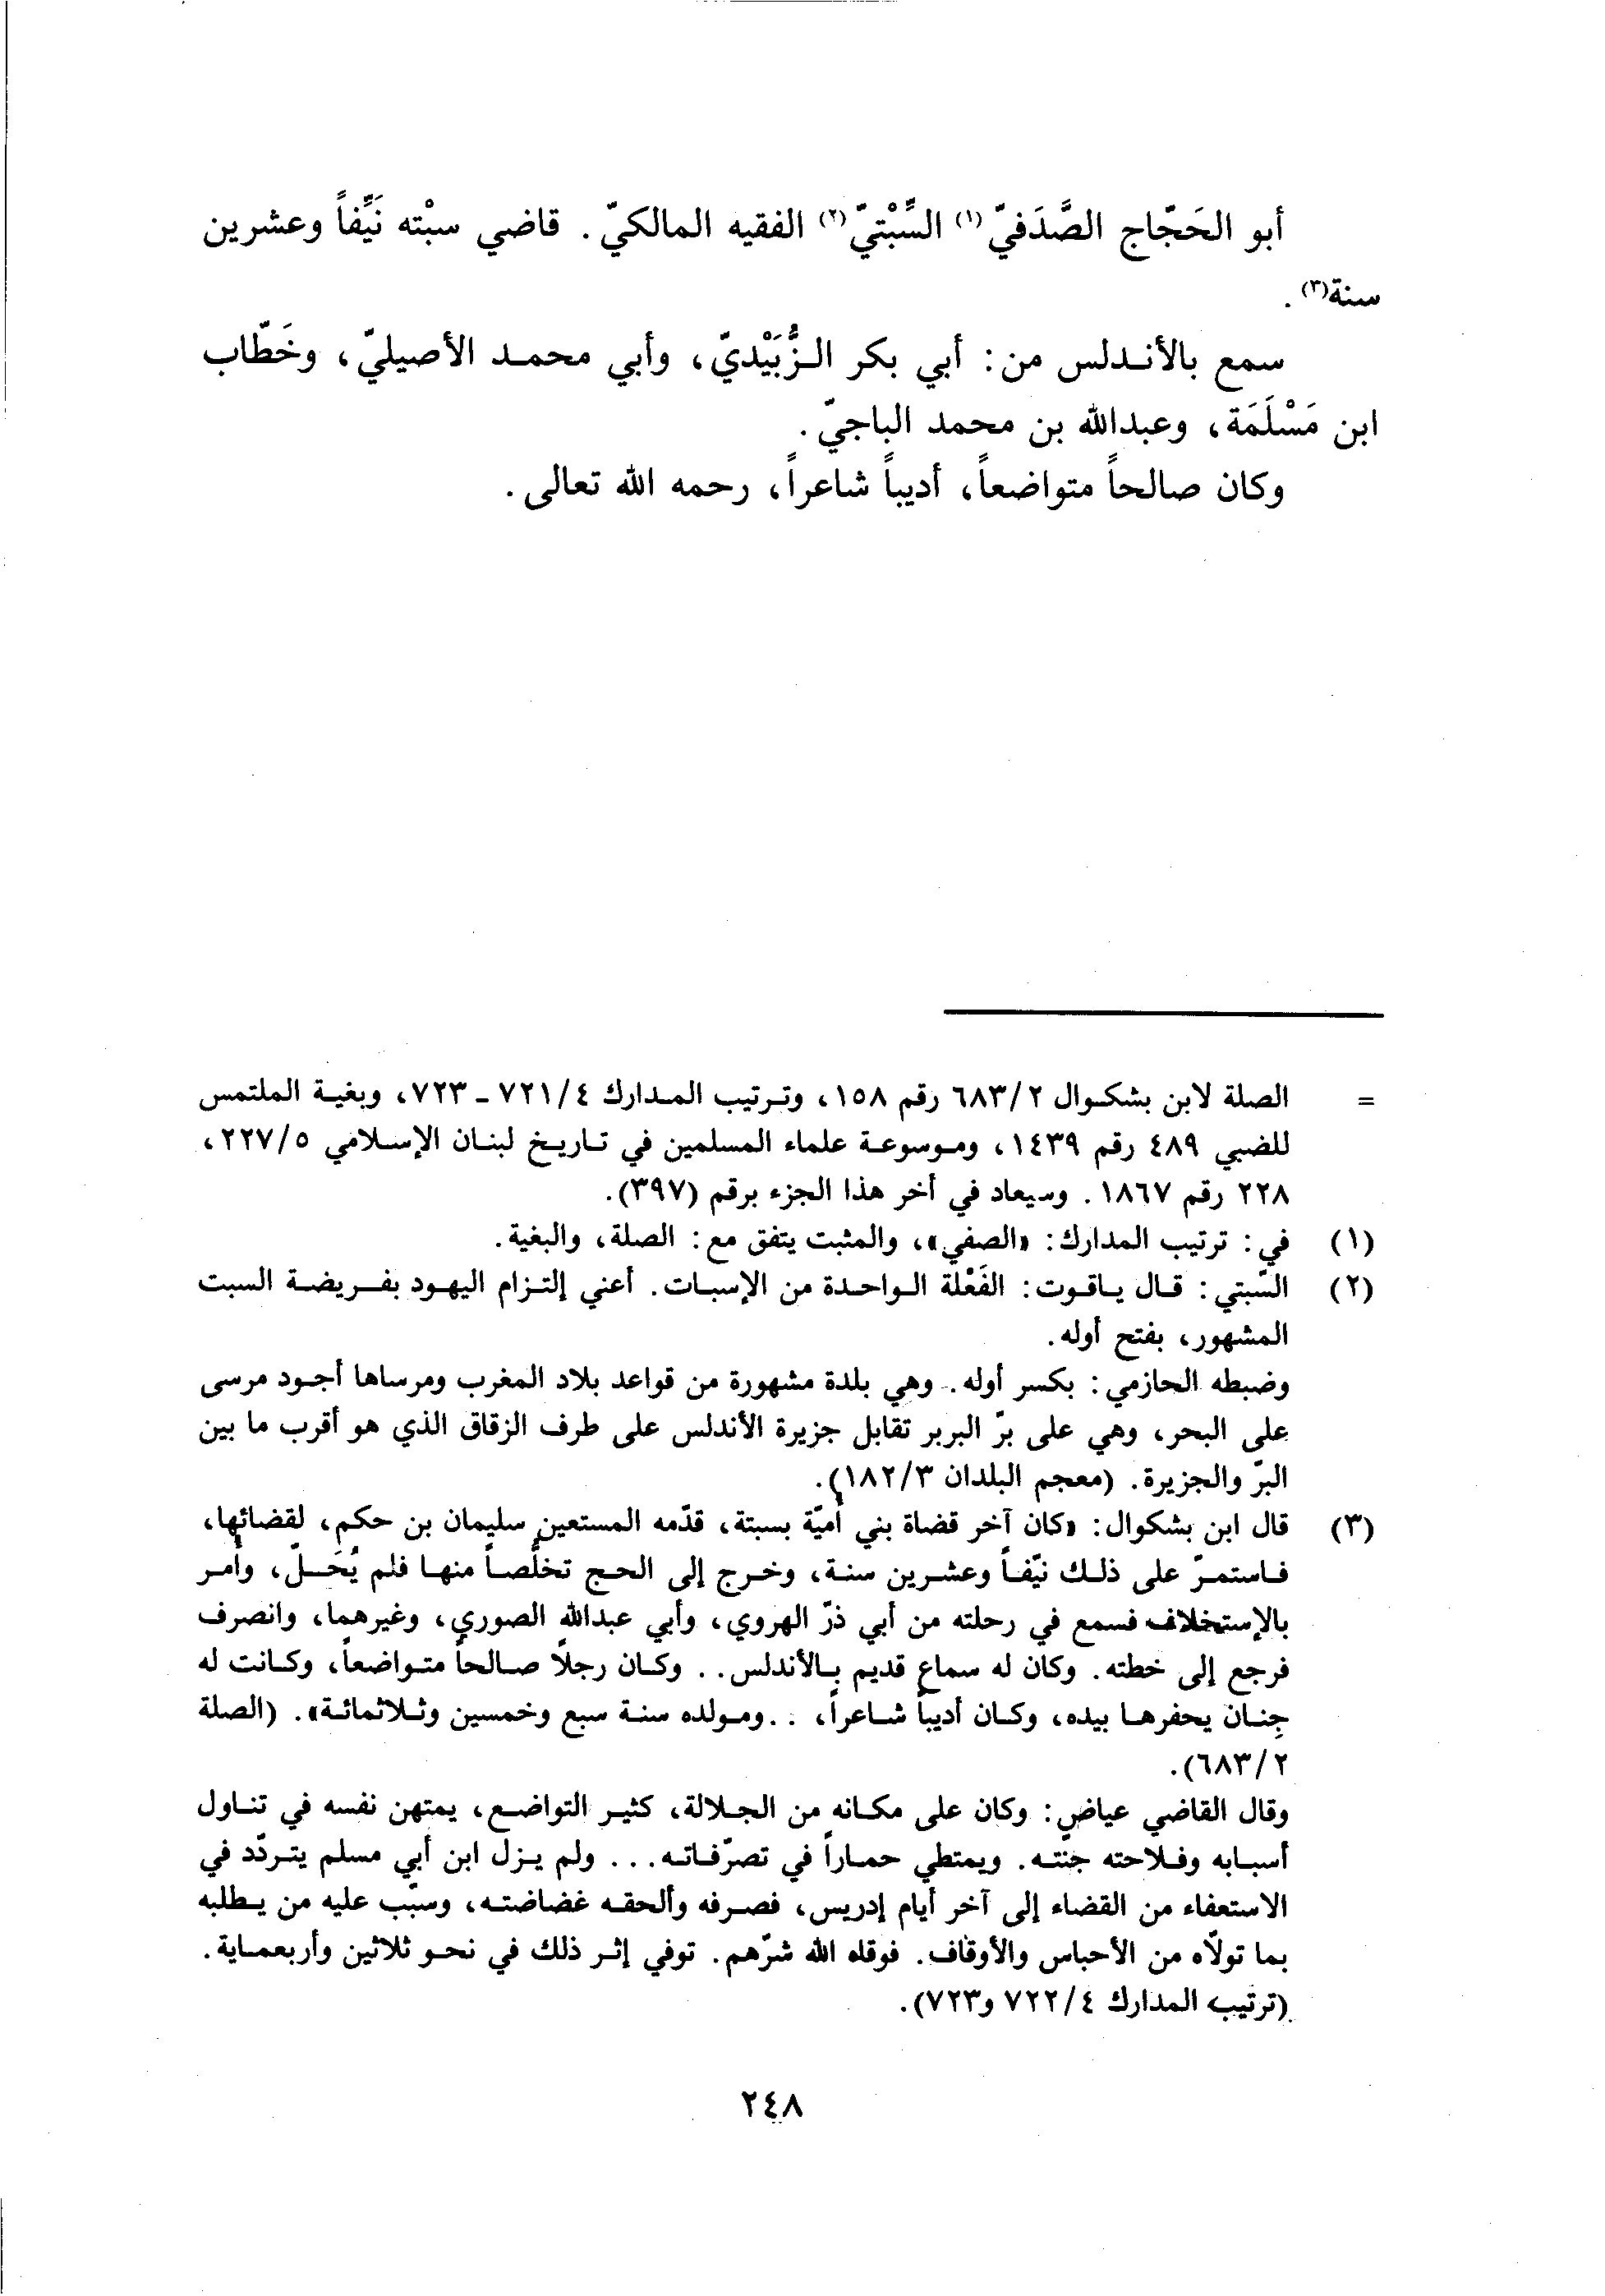 أبو الحَجّاج الصَّدَفيّ(١) السَِّبْتيّ(٢) الفقيه المالكيّ. قاضي سبْته نَيِّفاً وعشرين
سنة(٣).
سمع بالأندلس من: أبي بكر الزُّبَيْديّ، وأبي محمد الأصيليّ، وخَطّاب
ابن مَسْلَمَة، وعبدالله بن محمد الباجيّ.
وكان صالحاً متواضعاً، أديباً شاعراً، رحمه الله تعالى.
= الصلة لابن بشكوال ٦٨٣/٢ رقم ١٥٨، وترتيب المدارك ٧٢١/٤ - ٧٢٣، وبغية الملتمس
للضبي ٤٨٩ رقم ١٤٣٩، وموسوعة علماء المسلمين في تاريخ لبنان الإسلامي ٢٢٧/٥،
٢٢٨ رقم ١٨٦٧. وسيعاد في أخر هذا الجزء برقم (٣٩٧).
(١) في: ترتيب المدارك: «الصفي»، والمثبت يتفق مع: الصلة، والبغية.
(٢) السّبتي: قال ياقوت: الفَعْلة الواحدة من الإسبات. أعني إلتزام اليهود بفريضة السبت
المشهور، بفتح أوله.
وضبطه الحازمي: بكسر أوله. وهي بلدة مشهورة من قواعد بلاد المغرب ومرساها أجود مرسى
على البحر، وهي على برّ البربر تقابل جزيرة الأندلس على طرف الزقاق الذي هو أقرب ما بين
البرّ والجزيرة. (معجم البلدان ١٨٢/٣).
(٣) قال ابن بشكوال: «كان آخر قضاة بني أميّة بسبتة، قدّمه المستعين سليمان بن حكم، لقضائها،
فاستمرّ على ذلك نيّفاً وعشرين سنة، وخرج إلى الحج تخلّصاً منها فلم يُحَلّ، وأمر
بالإستخلاف فسمع في رحلته من أبي ذرّ الهروي، وأبي عبدالله الصوري، وغيرهما، وانصرف
فرجع إلى خطته. وكان له سماع قديم بالأندلس.. وكان رجلاً صالحاً متواضعاً، وكانت له
جِنان يحفرها بيده، وكان أديباً شاعراً، ..ومولده سنة سبع وخمسين وثلاثمائة». (الصلة
٦٨٣/٢).
وقال القاضي عياض: وكان على مكانه من الجلالة، كثير التواضع، يمتهن نفسه في تناول
أسبابه وفلاحته جنّته. ويمتطي حماراً في تصرّفاته... ولم يزل ابن أبي مسلم يتردّد في
الاستعفاء من القضاء إلى آخر أيام إدريس، فصرفه وألحقه غضاضته، وسبّب عليه من يطلبه
بما تولّاه من الأحباس والأوقاف. فوقاه الله شرّهم. توفي إثر ذلك في نحو ثلاثين وأربعماية.
(ترتيب المدارك ٧٢٢/٤ و٧٢٣).
٢٤٨